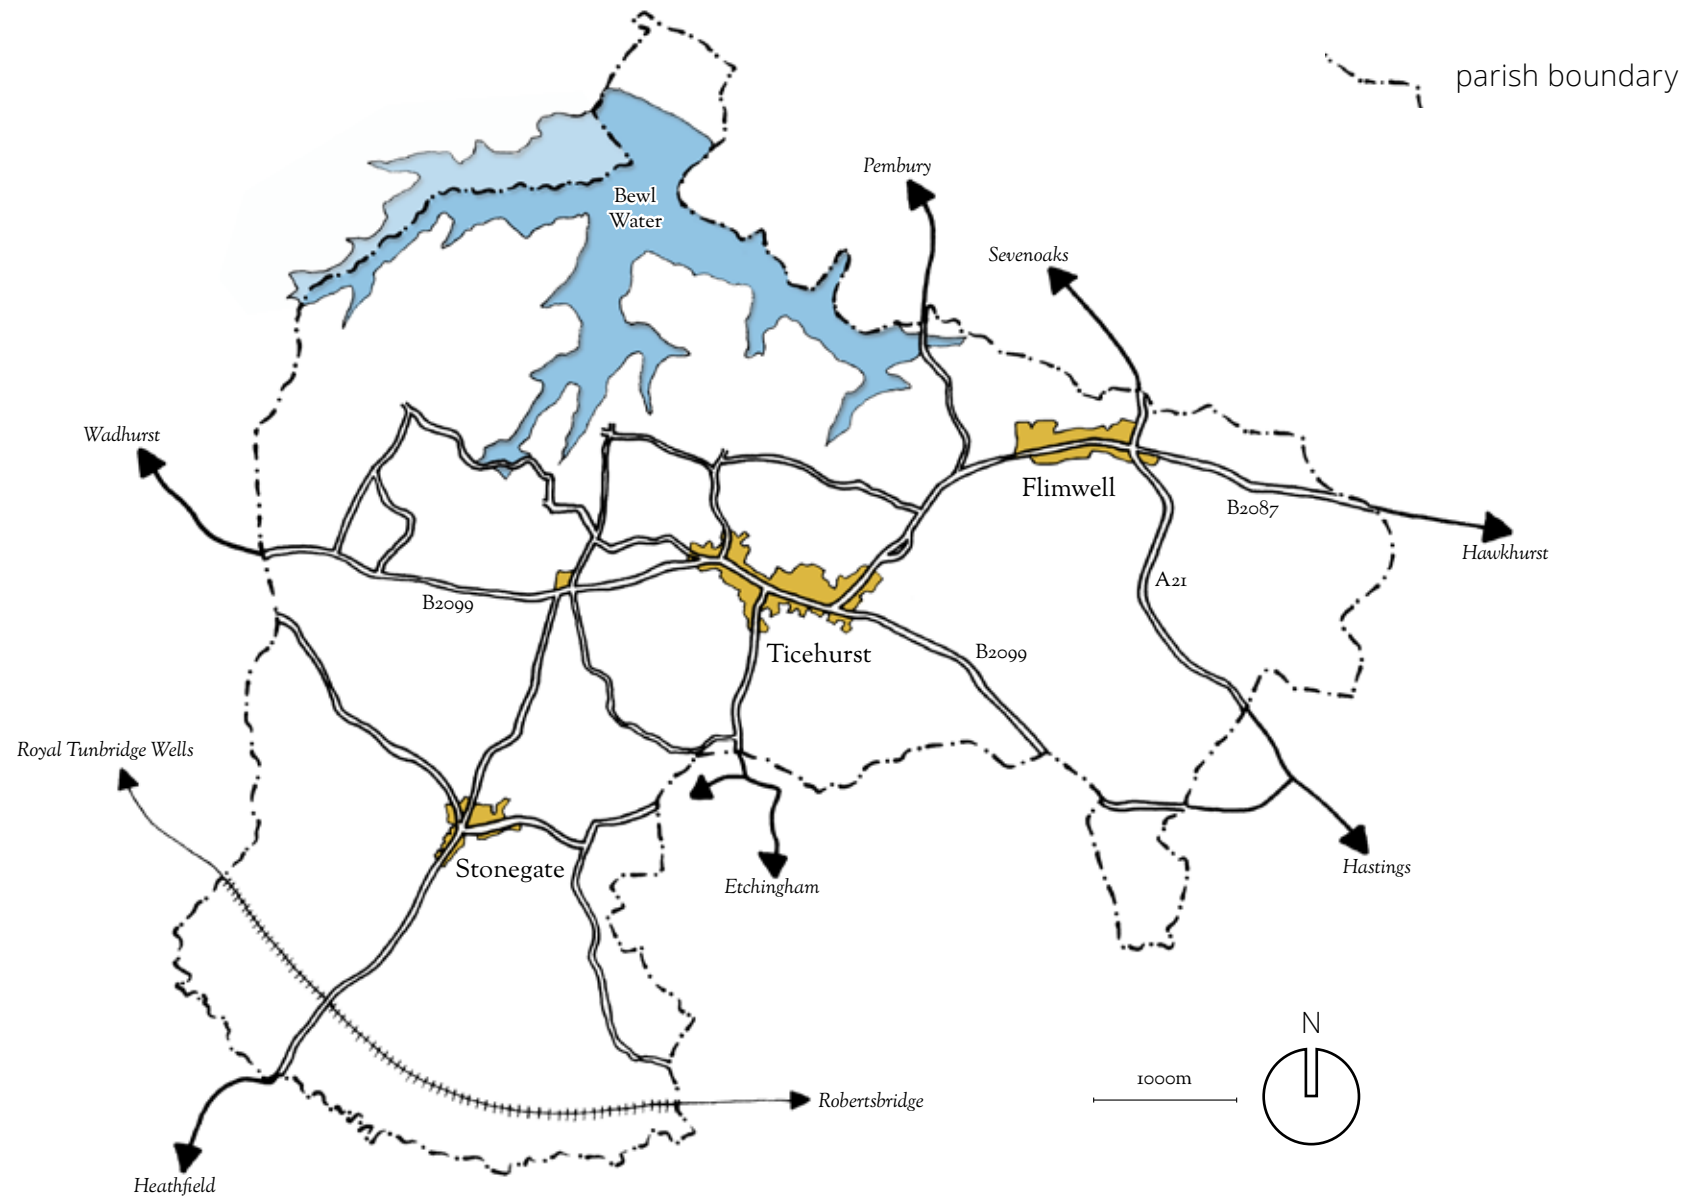 parish boundary
Pembury
Bewl
Water
Sevenoaks
Wadhurst
Flimwell
B2087
Hawkhurst
A21
B2099
Ticehurst
B2099
Royal Tunbridge Wells
Stonegate
Etchingham
Hastings
N
1000m
Robertsbridge
Heathfield